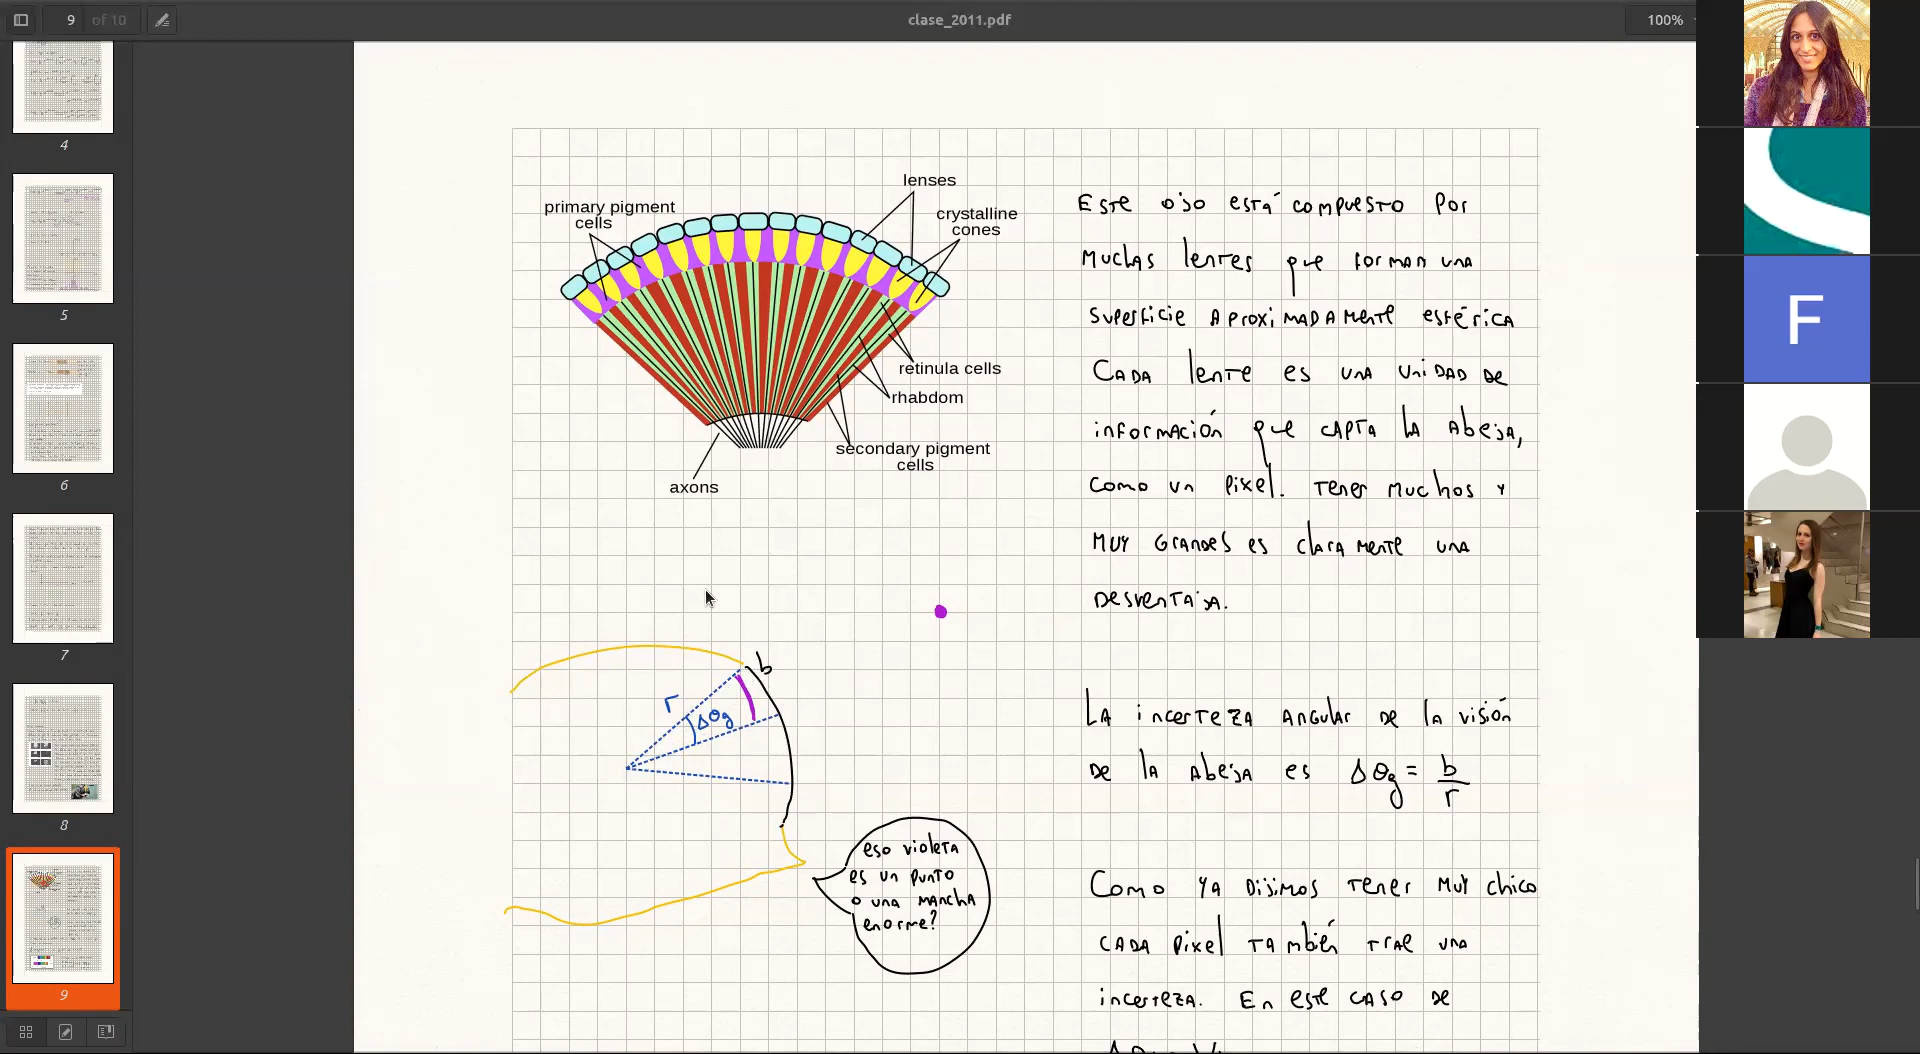 9
of 10
clase_2011.pdf
100%
4
5
6
7
8
9
F
lenses
primary pigment
cells
crystalline
cones
retinula cells
rhabdom
secondary pigment
cells
axons
Este ojo está compuesto por
muchas lentes que forman una
superficie aproximadamente esférica
Cada lente es una unidad de
información que capta la abeja,
como un pixel. Tener muchos y
muy grandes es claramente una
desventaja.
b
r
Δθg
La incerteza angular de la visión
de la abeja es Δθg = b/r
eso violeta
es un punto
o una mancha
enorme?
Como ya dijimos tener muy chico
cada pixel también trae una
incerteza. En este caso de